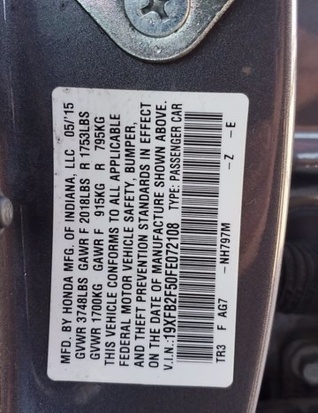 MFD. BY HONDA MFG. OF INDIANA, LLC 05/'15
GVWR 3748LBS GAWR F 2018LBS R 1753LBS
GVWR 1700KG GAWR F 915KG R 795KG
THIS VEHICLE CONFORMS TO ALL APPLICABLE
FEDERAL MOTOR VEHICLE SAFETY, BUMPER,
AND THEFT PREVENTION STANDARDS IN EFFECT
ON THE DATE OF MANUFACTURE SHOWN ABOVE.
V.I.N.: 19XFB2F50FE072108 TYPE: PASSENGER CAR
TR3 F AG7 -NH797M -Z -E